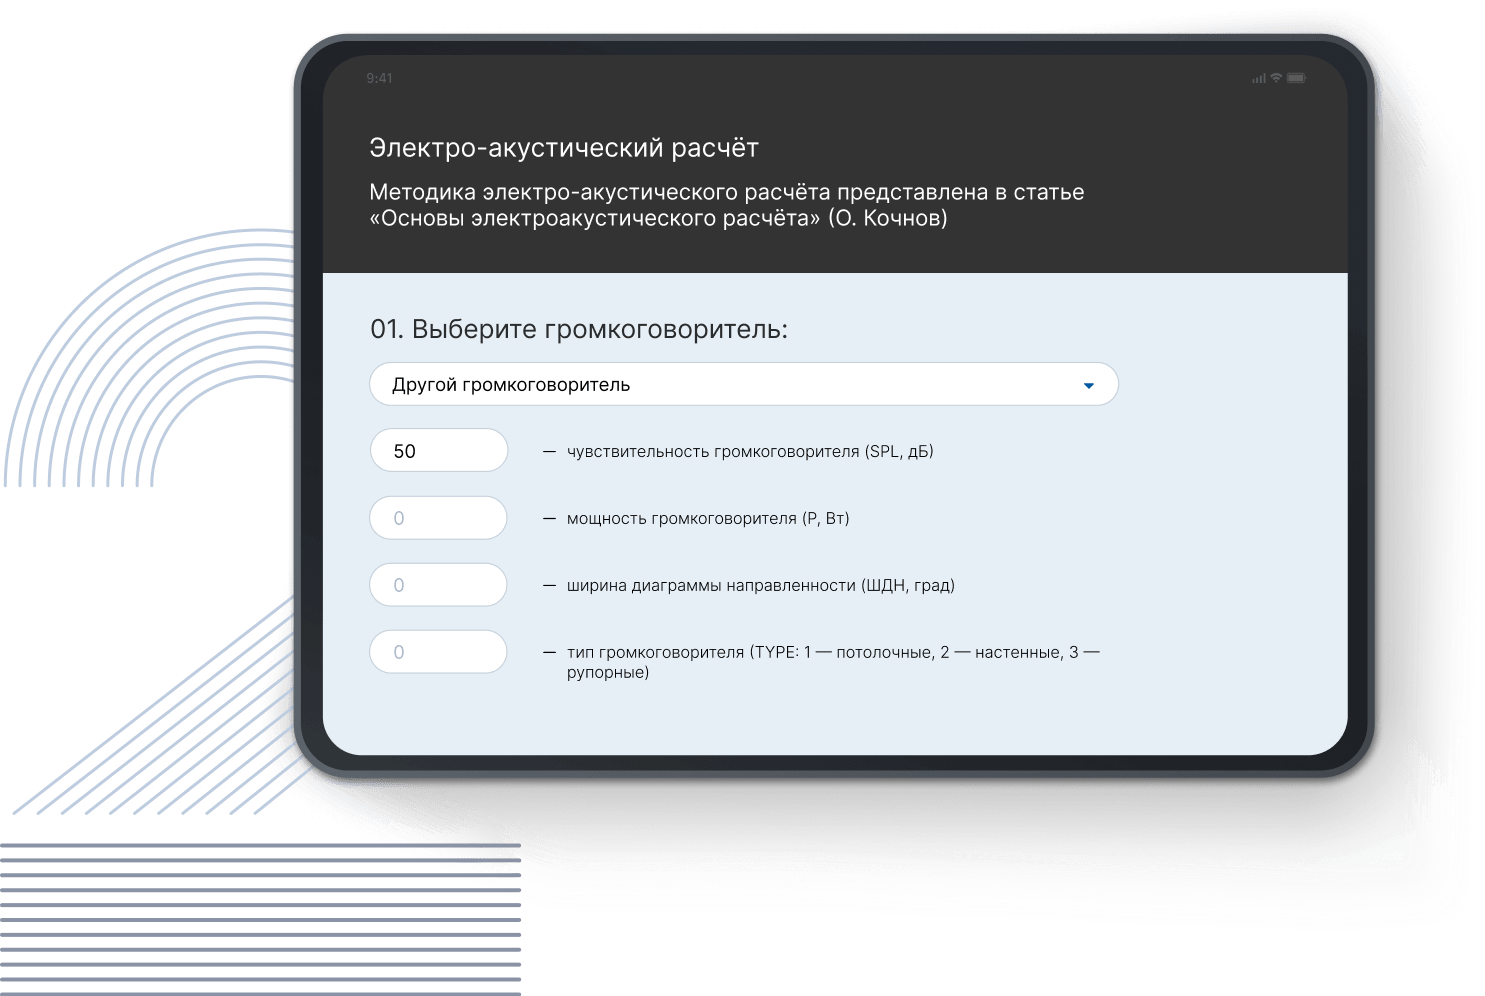 9:41
Электро-акустический расчёт
Методика электро-акустического расчёта представлена в статье
«Основы электроакустического расчёта» (О. Кочнов)
01. Выберите громкоговоритель:
Другой громкоговоритель
50 — чувствительность громкоговорителя (SPL, дБ)
0 — мощность громкоговорителя (P, Вт)
0 — ширина диаграммы направленности (ШДН, град)
0 — тип громкоговорителя (TYPE: 1 — потолочные, 2 — настенные, 3 —
рупорные)